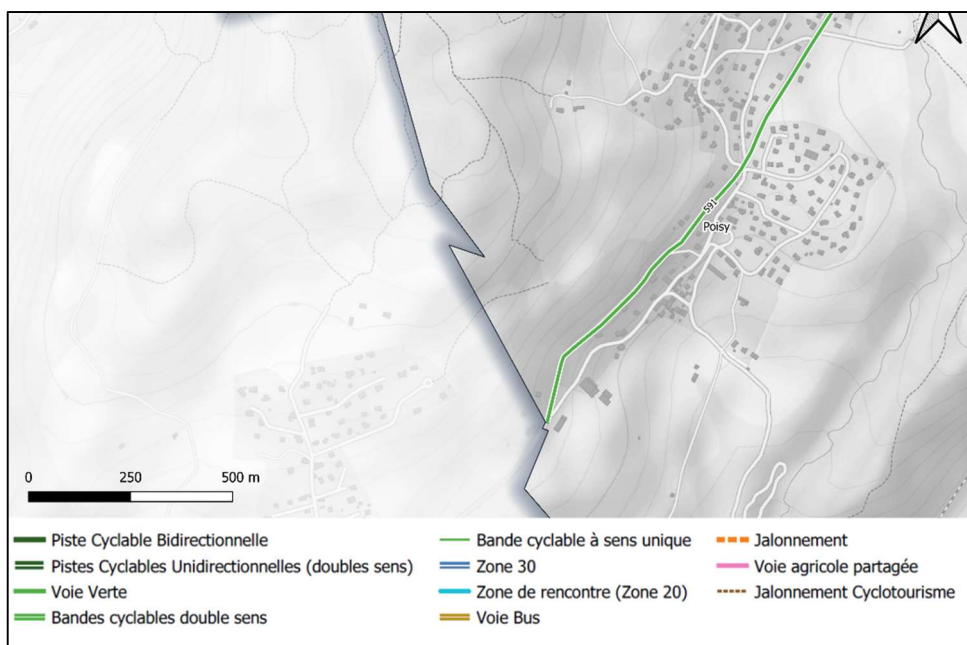 591
Poisy
0 250 500 m
Piste Cyclable Bidirectionnelle
Pistes Cyclables Unidirectionnelles (doubles sens)
Voie Verte
Bandes cyclables double sens
Bande cyclable à sens unique
Zone 30
Zone de rencontre (Zone 20)
Voie Bus
Jalonnement
Voie agricole partagée
Jalonnement Cyclotourisme